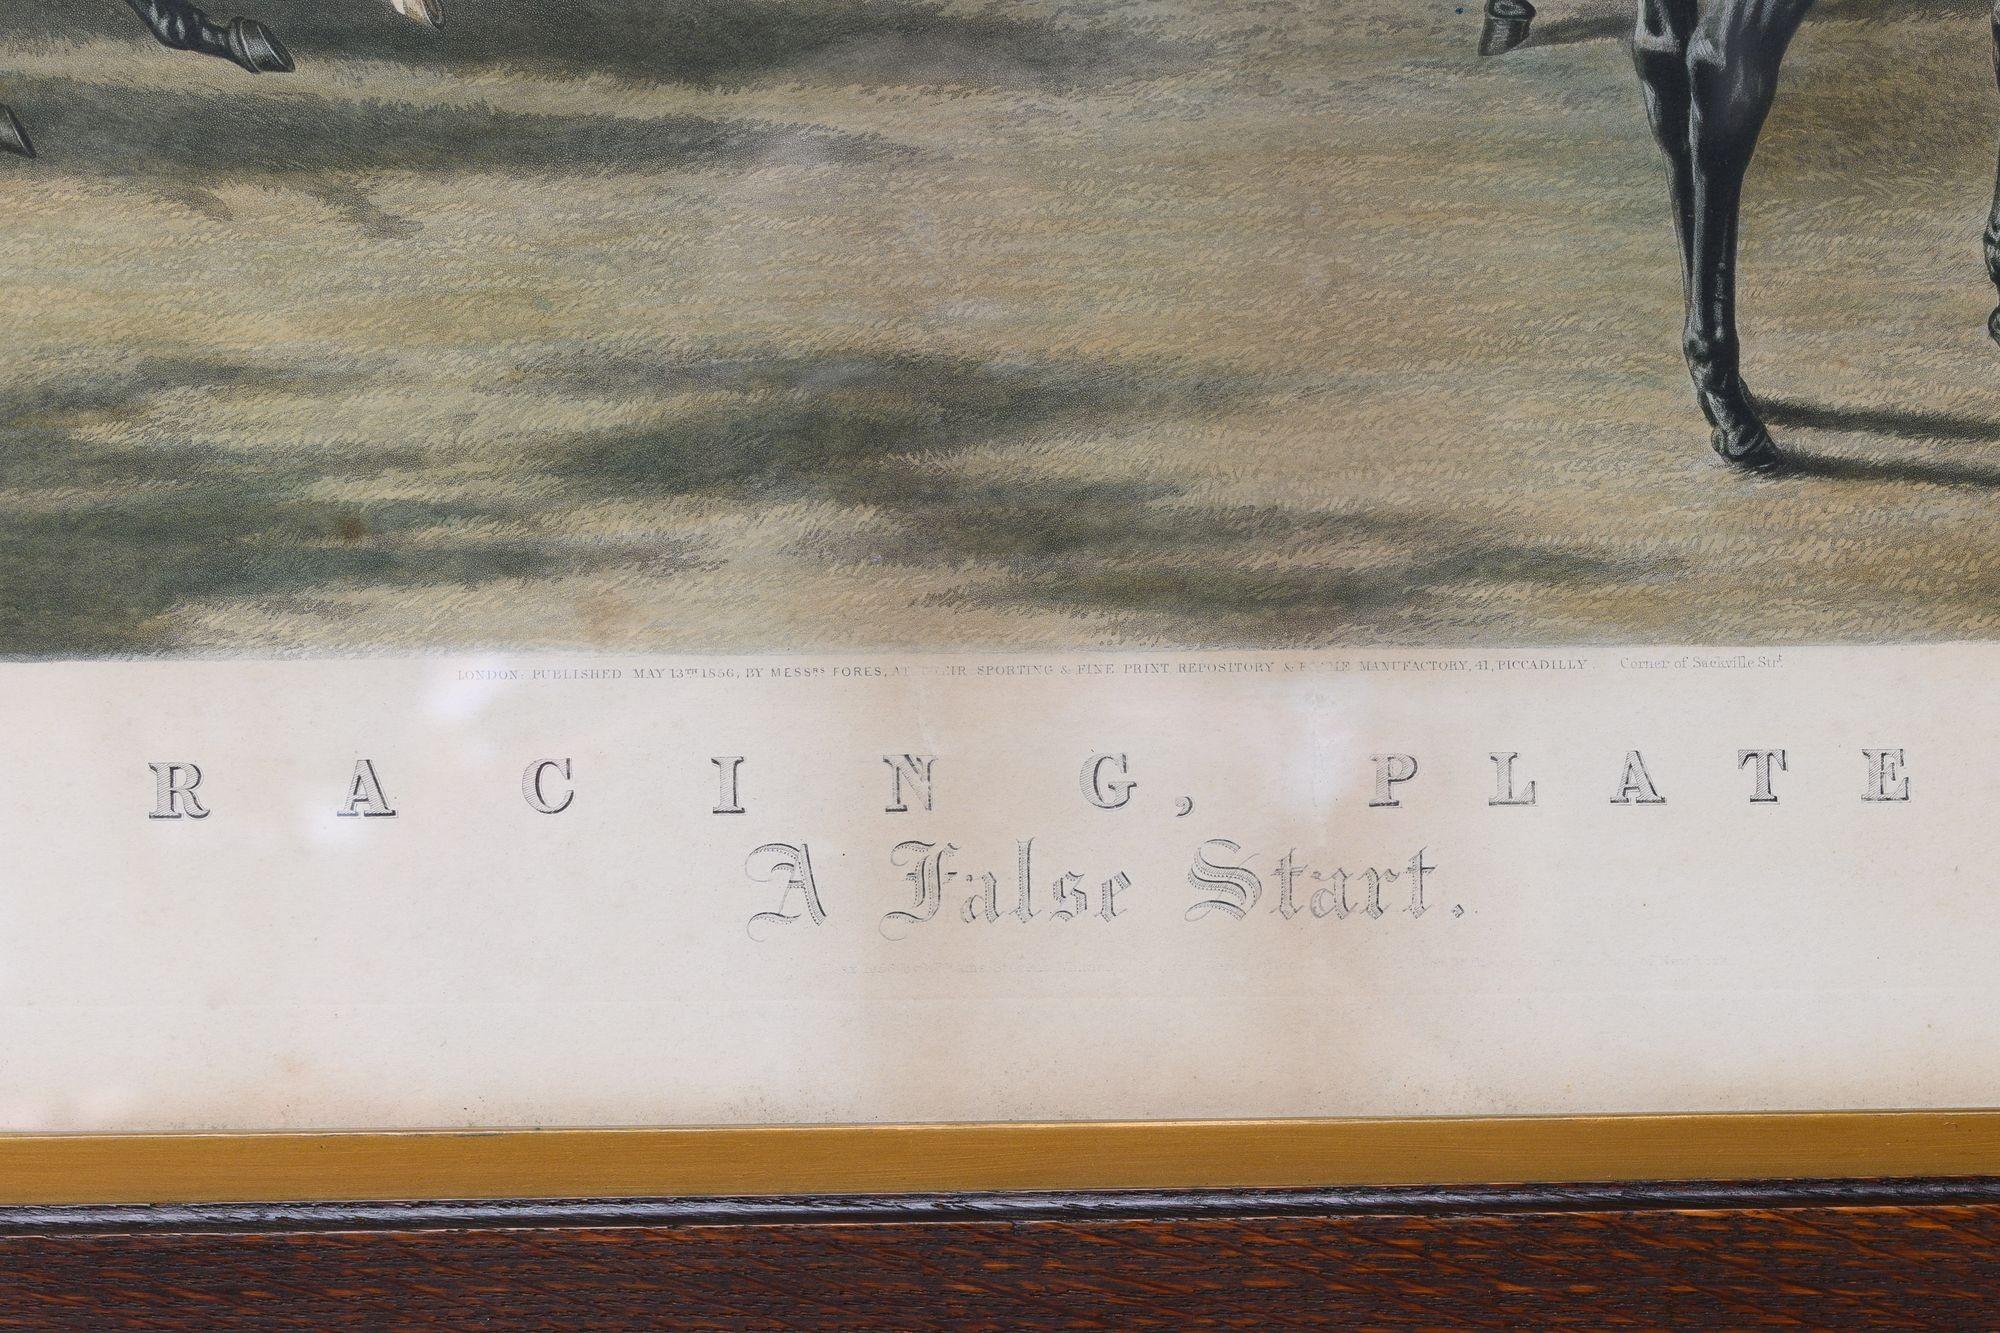 LONDON: PUBLISHED MAY 13TH 1856, BY MESSRS FORES, AT THEIR SPORTING & FINE PRINT REPOSITORY & FRAME MANUFACTORY, 41, PICCADILLY. Corner of Sackville Strt
RACING, PLATE
A False Start.